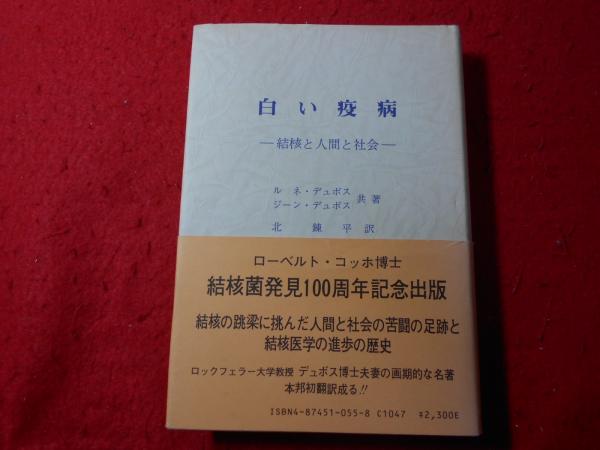 白い疫病
―結核と人間と社会―
ルネ・デュボス
ジーン・デュボス 共著
北錬平訳
ローベルト・コッホ博士
結核菌発見100周年記念出版
結核の跳梁に挑んだ人間と社会の苦闘の足跡と
結核医学の進歩の歴史
ロックフェラー大学教授 デュボス博士夫妻の画期的な名著
本邦初翻訳成る!!
ISBN4-87451-055-8 C1047 ¥2,300E